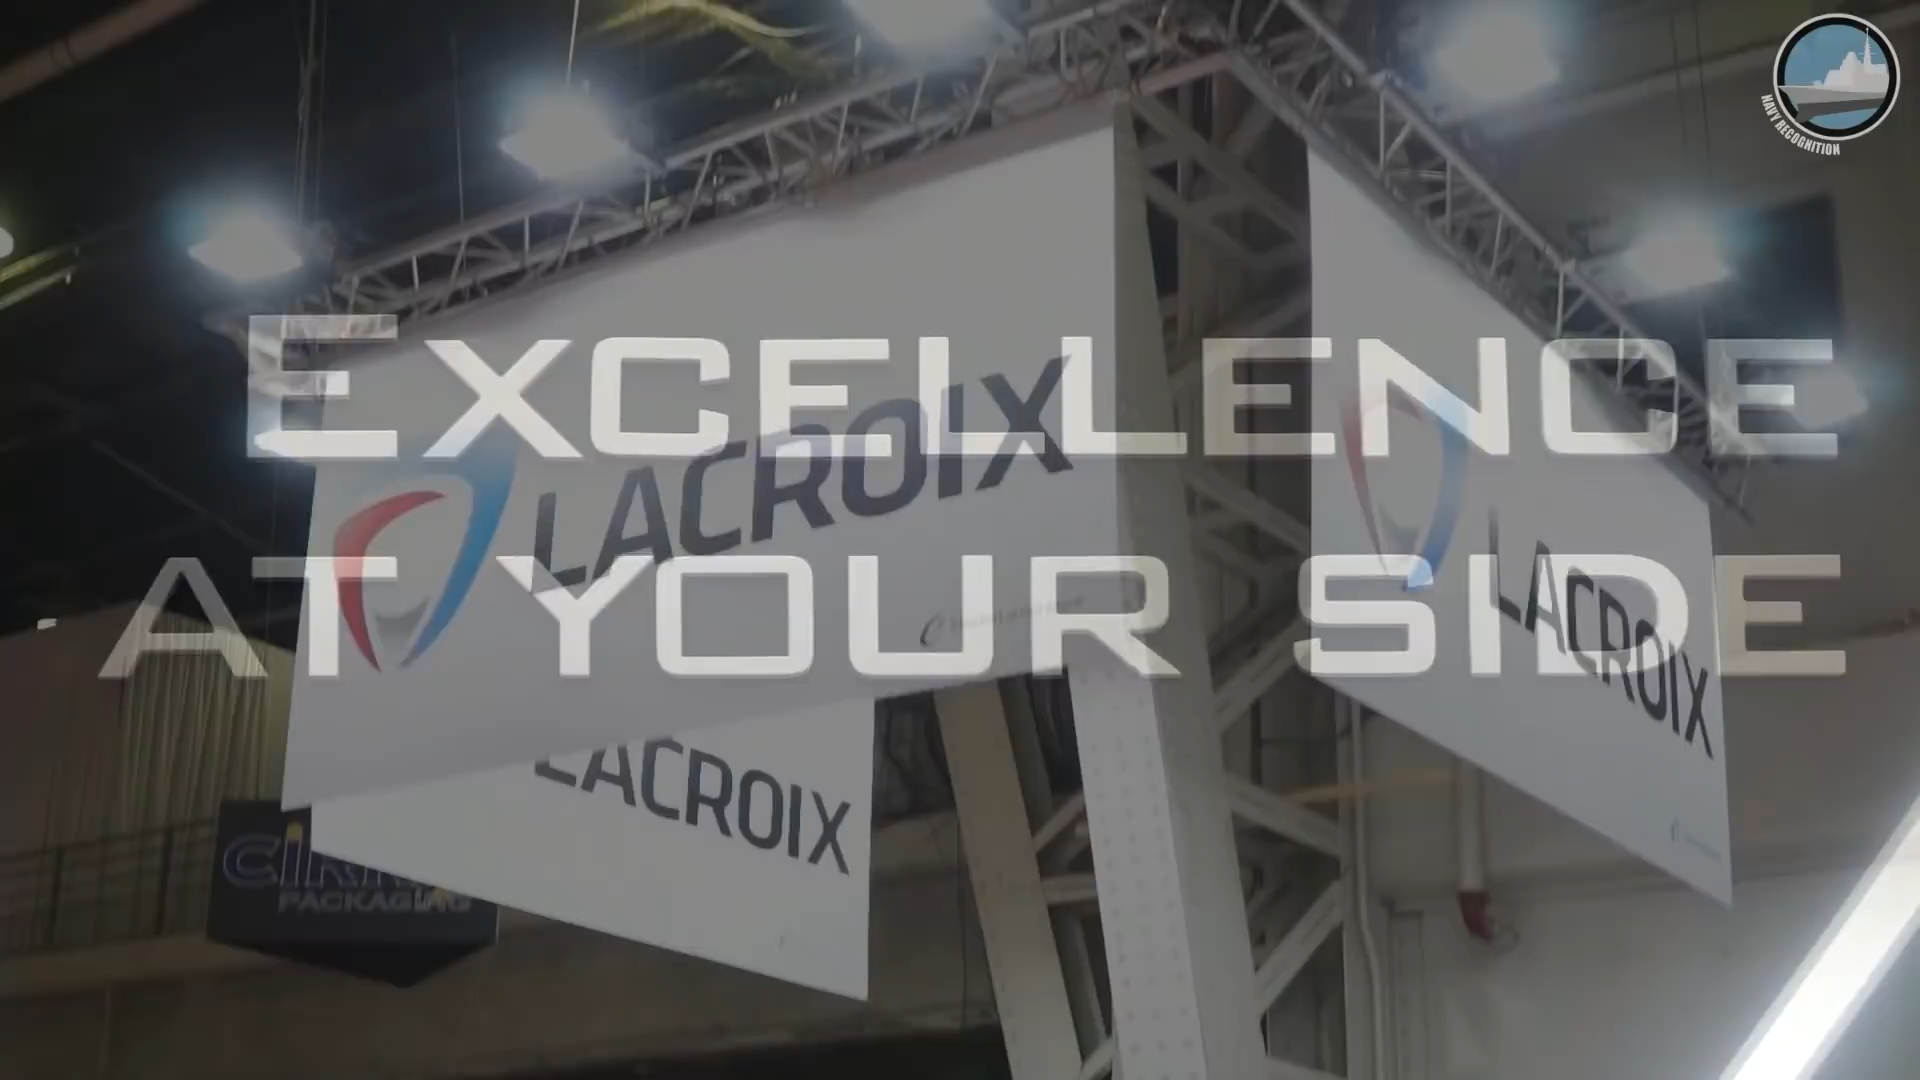 NAVY RECOGNITION
EXCELLENCE
AT YOUR SIDE
LACROIX
LACROIX
LACROIX
PACKAGING